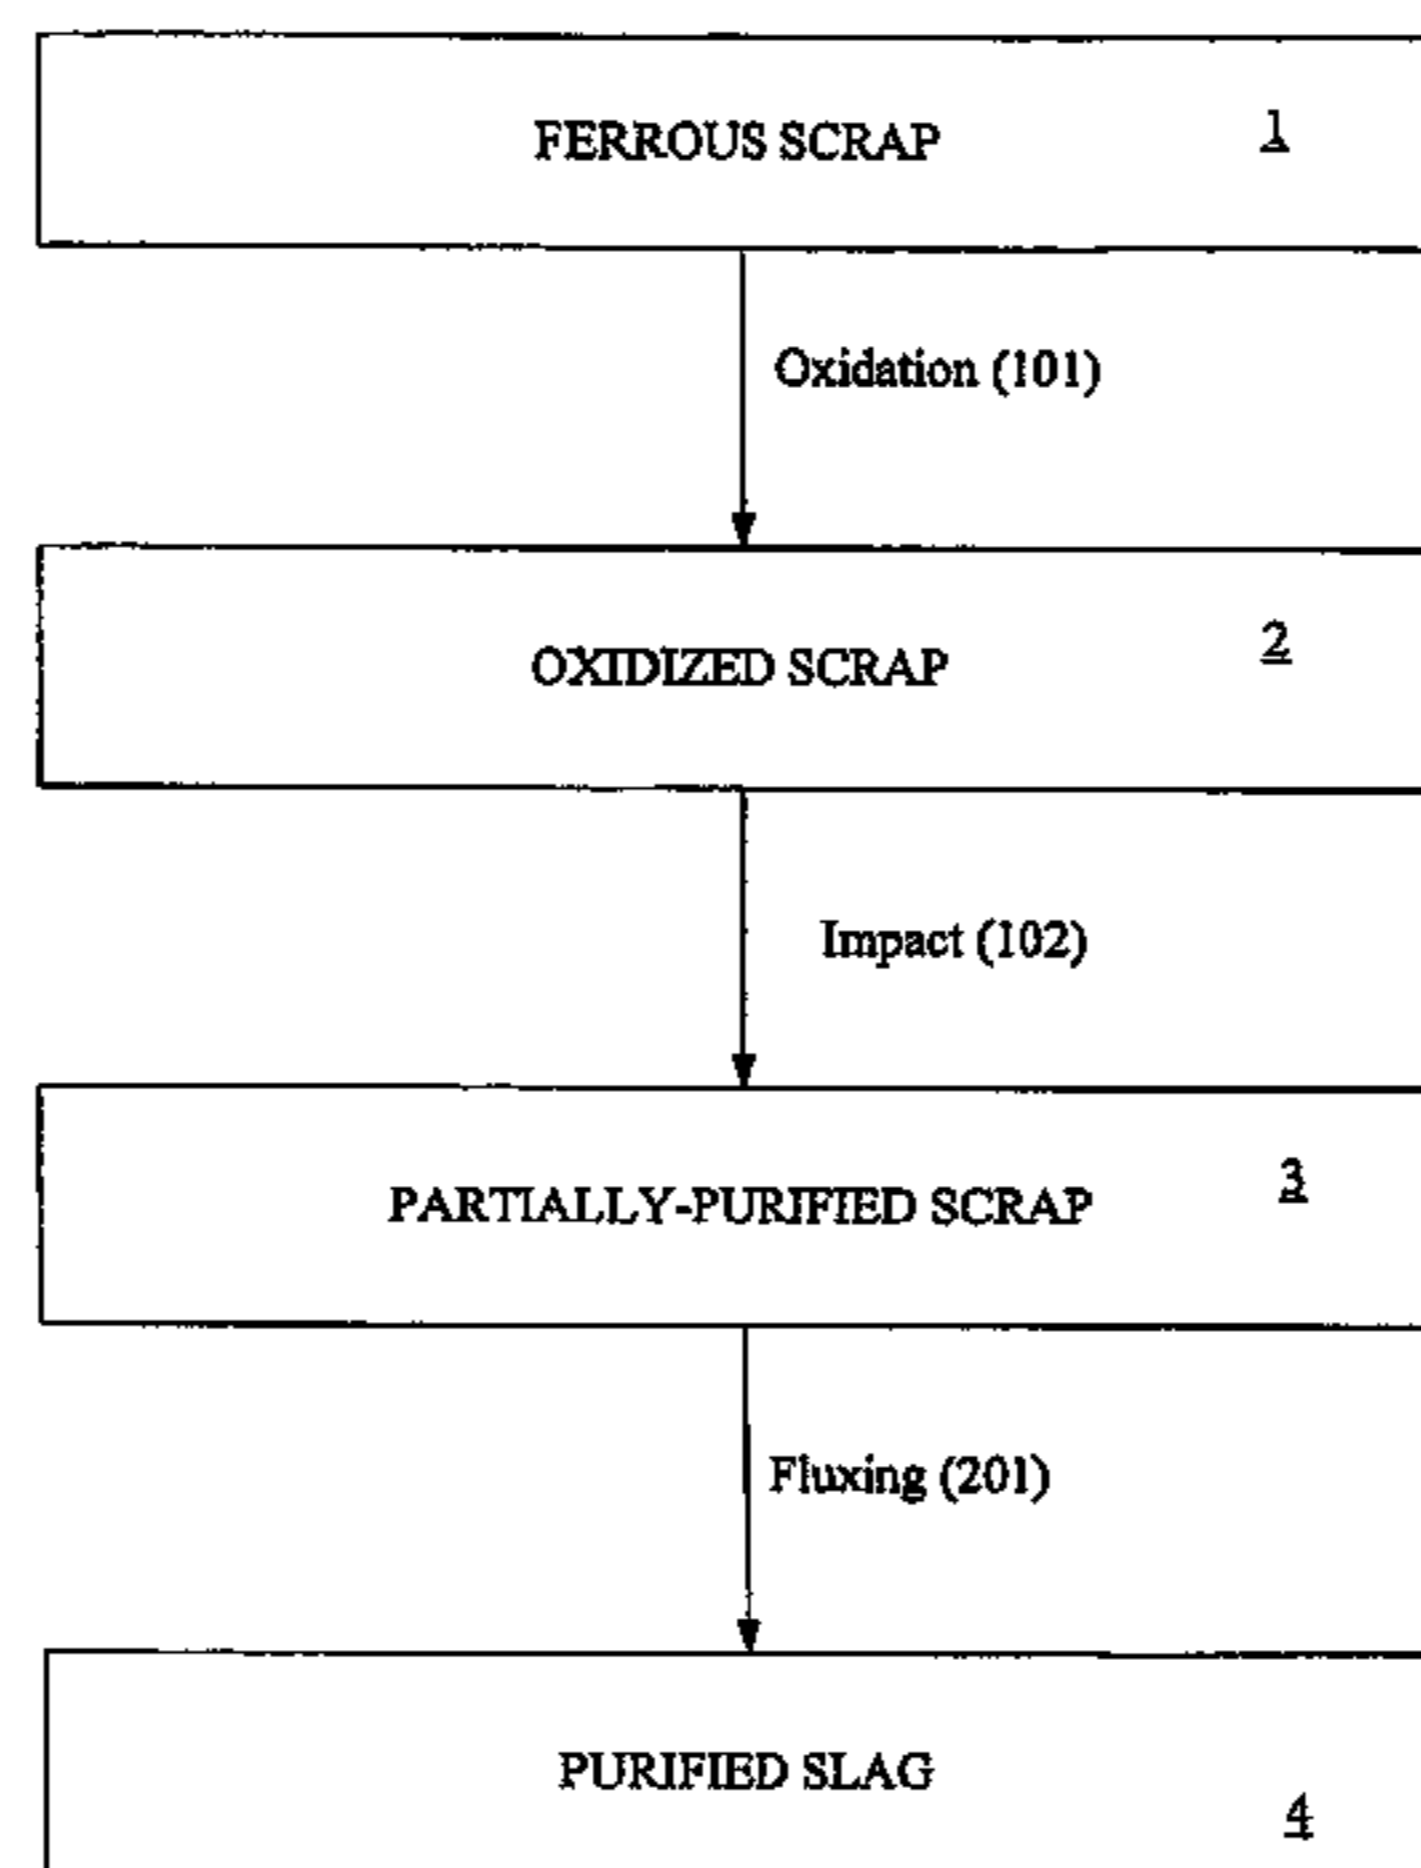 FERROUS SCRAP 1
Oxidation (101)
OXIDIZED SCRAP 2
Impact (102)
PARTIALLY-PURIFIED SCRAP 3
Fluxing (201)
PURIFIED SLAG
4